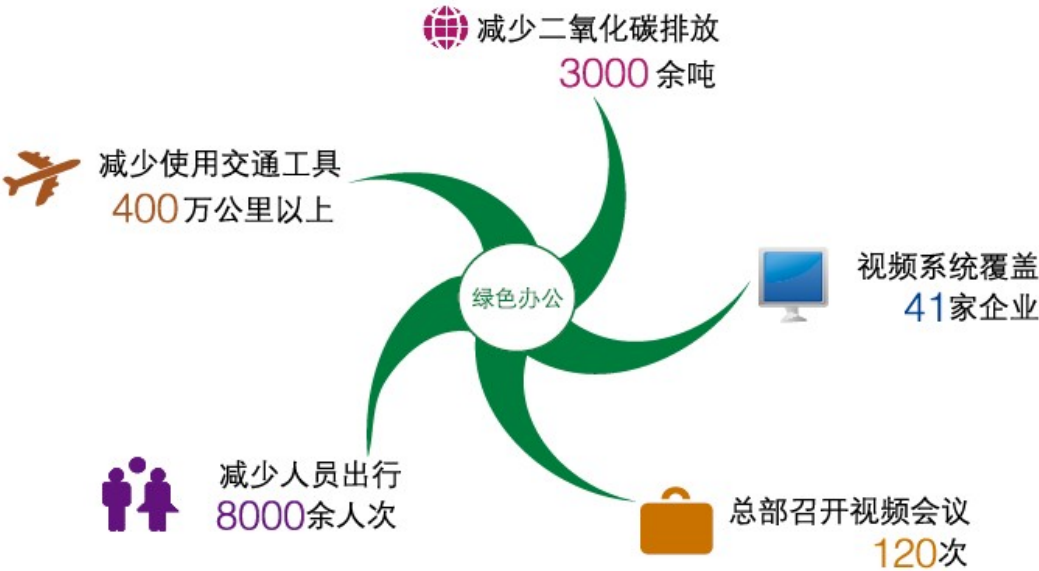 减少二氧化碳排放
3000余吨
减少使用交通工具
400万公里以上
视频系统覆盖
41家企业
绿色办公
减少人员出行
8000余人次
总部召开视频会议
120次